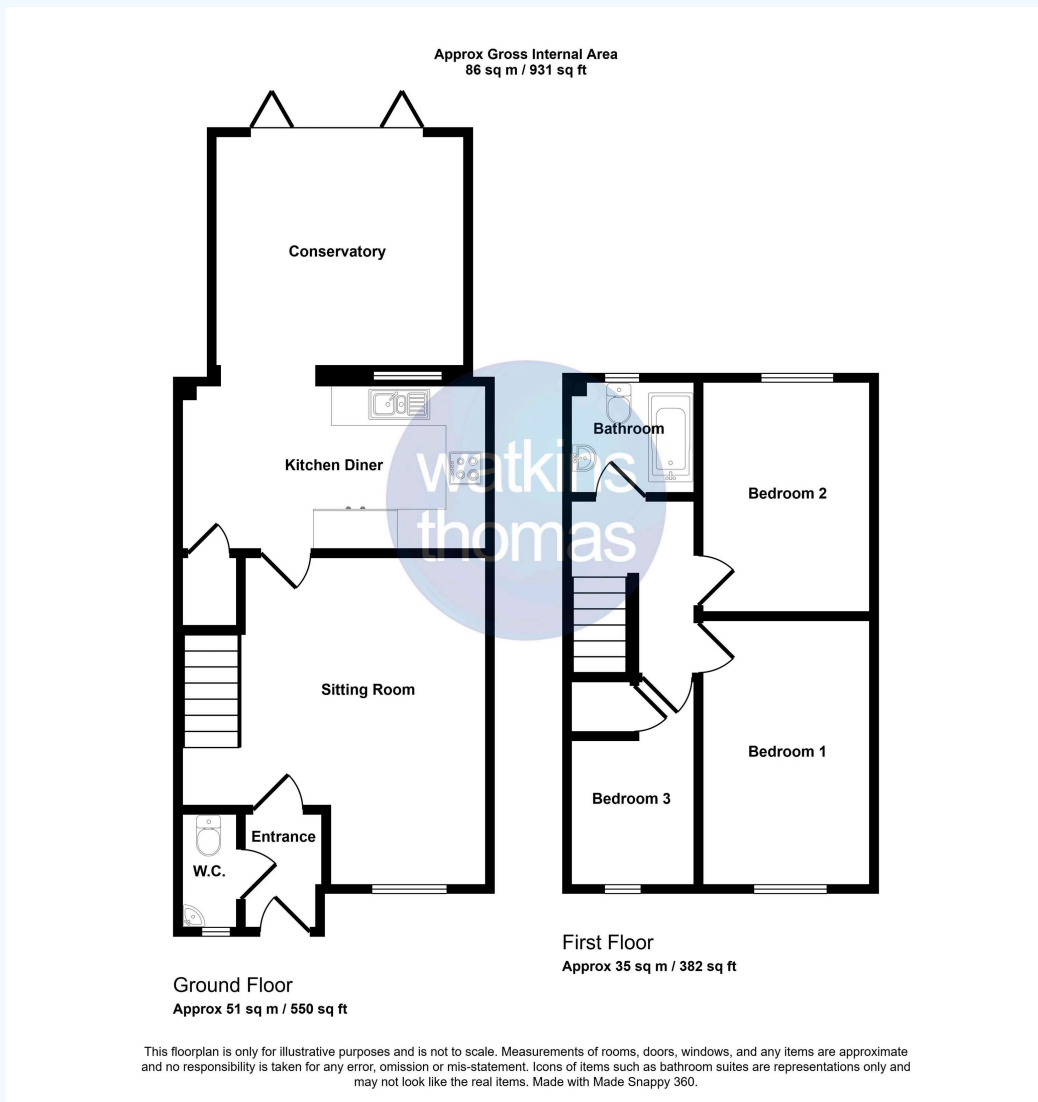 Approx Gross Internal Area
86 sq m / 931 sq ft
Conservatory
Kitchen Diner
Sitting Room
Entrance
W.C.
Bathroom
Bedroom 2
Bedroom 1
Bedroom 3
watkins
thomas
Ground Floor
Approx 51 sq m / 550 sq ft
First Floor
Approx 35 sq m / 382 sq ft
This floorplan is only for illustrative purposes and is not to scale. Measurements of rooms, doors, windows, and any items are approximate
and no responsibility is taken for any error, omission or mis-statement. Icons of items such as bathroom suites are representations only and
may not look like the real items. Made with Made Snappy 360.